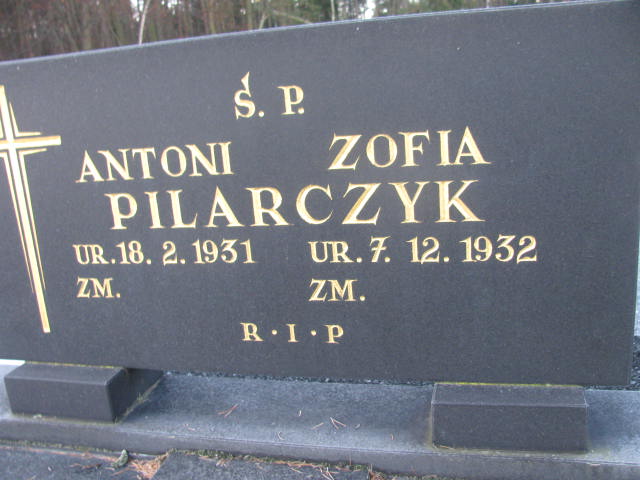 Ś. P.
ANTONI ZOFIA
PILARCZYK
UR. 18. 2. 1931 UR. 7. 12. 1932
ZM. ZM.
R · I · P